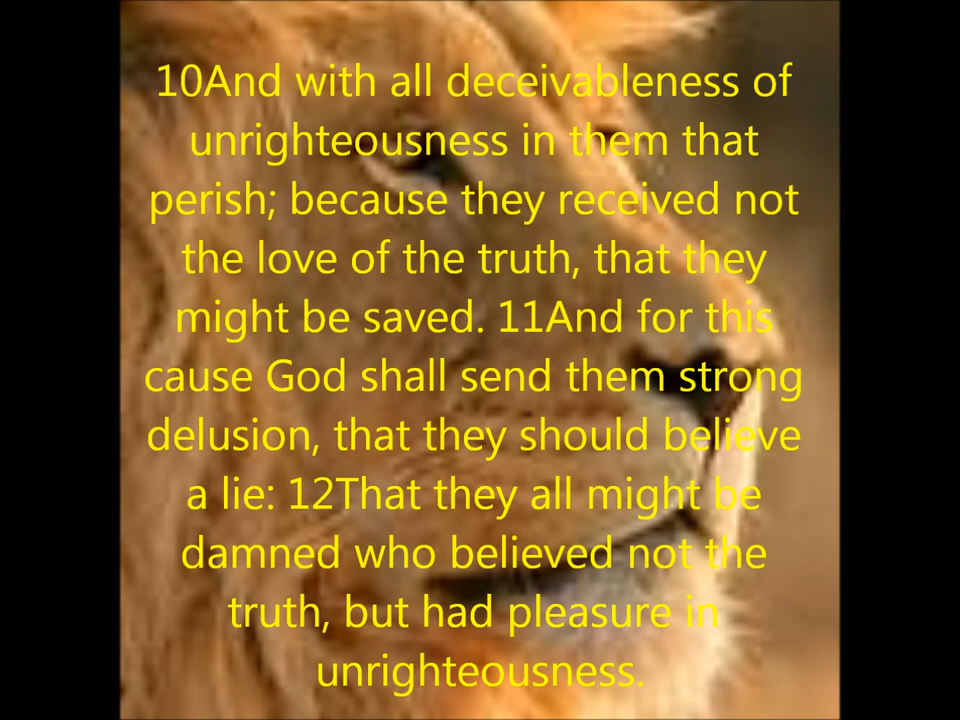 10And with all deceivableness of
unrighteousness in them that
perish; because they received not
the love of the truth, that they
might be saved. 11And for this
cause God shall send them strong
delusion, that they should believe
a lie: 12That they all might be
damned who believed not the
truth, but had pleasure in
unrighteousness.